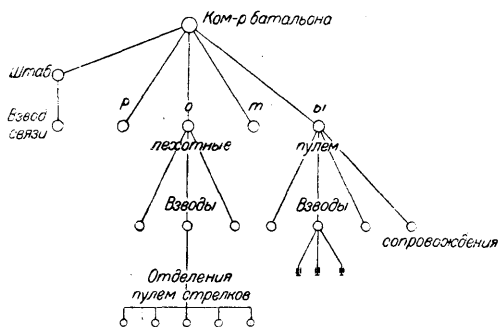 Ком-р батальона
Штаб
Взвод
связи
Р о т ы
пехотные
пулем
Взводы
Взводы
сопровождения
Отделения
пулем стрелков